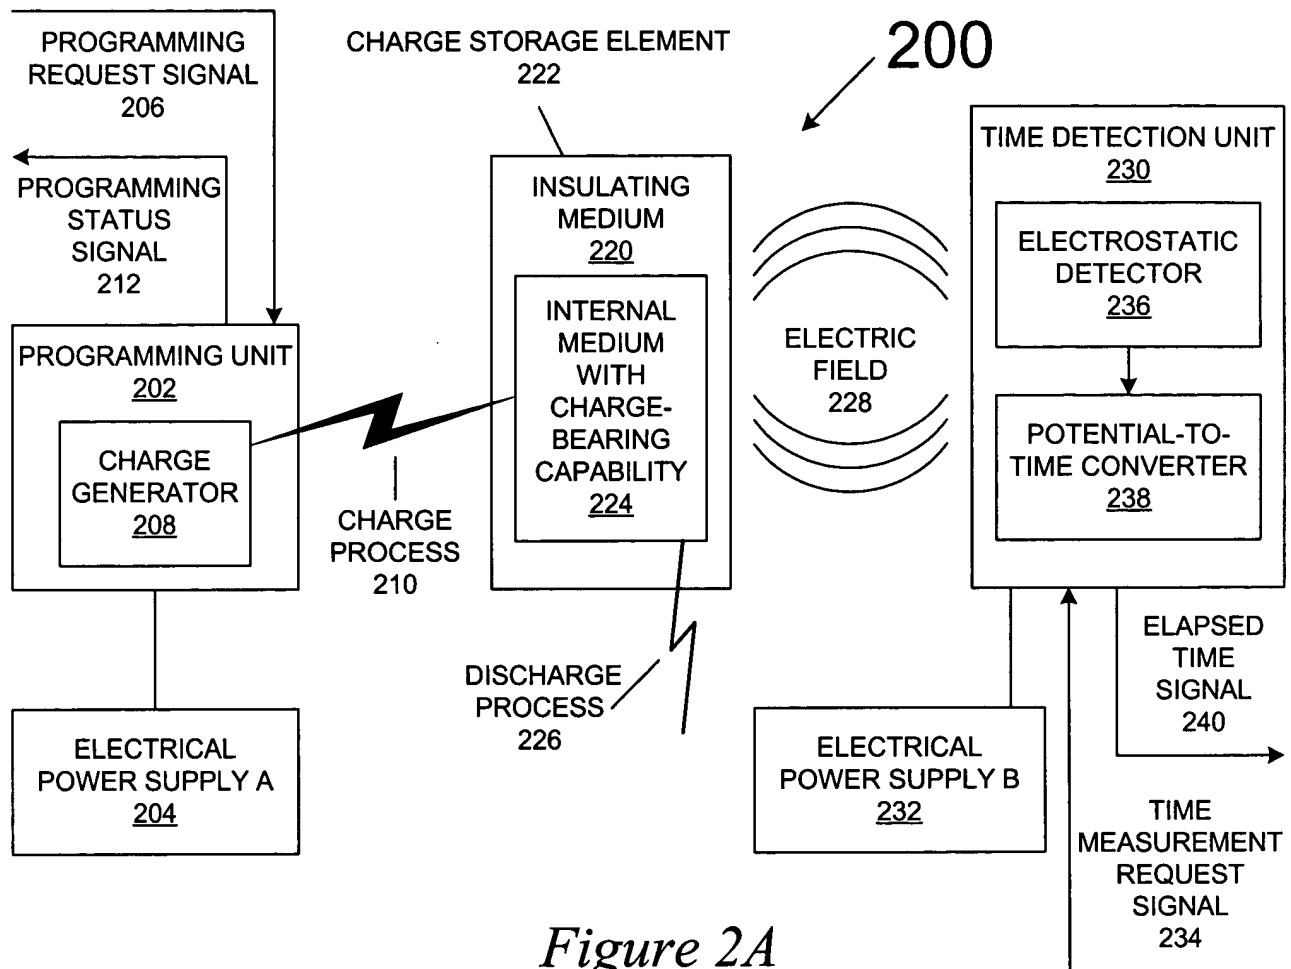 PROGRAMMING
REQUEST SIGNAL
206
CHARGE STORAGE ELEMENT
222
200
PROGRAMMING
STATUS
SIGNAL
212
PROGRAMMING UNIT
202
CHARGE
GENERATOR
208
CHARGE
PROCESS
210
ELECTRICAL
POWER SUPPLY A
204
INSULATING
MEDIUM
220
INTERNAL
MEDIUM
WITH
CHARGE-
BEARING
CAPABILITY
224
DISCHARGE
PROCESS
226
ELECTRIC
FIELD
228
TIME DETECTION UNIT
230
ELECTROSTATIC
DETECTOR
236
POTENTIAL-TO-
TIME CONVERTER
238
ELECTRICAL
POWER SUPPLY B
232
ELAPSED
TIME
SIGNAL
240
TIME
MEASUREMENT
REQUEST
SIGNAL
234
Figure 2A